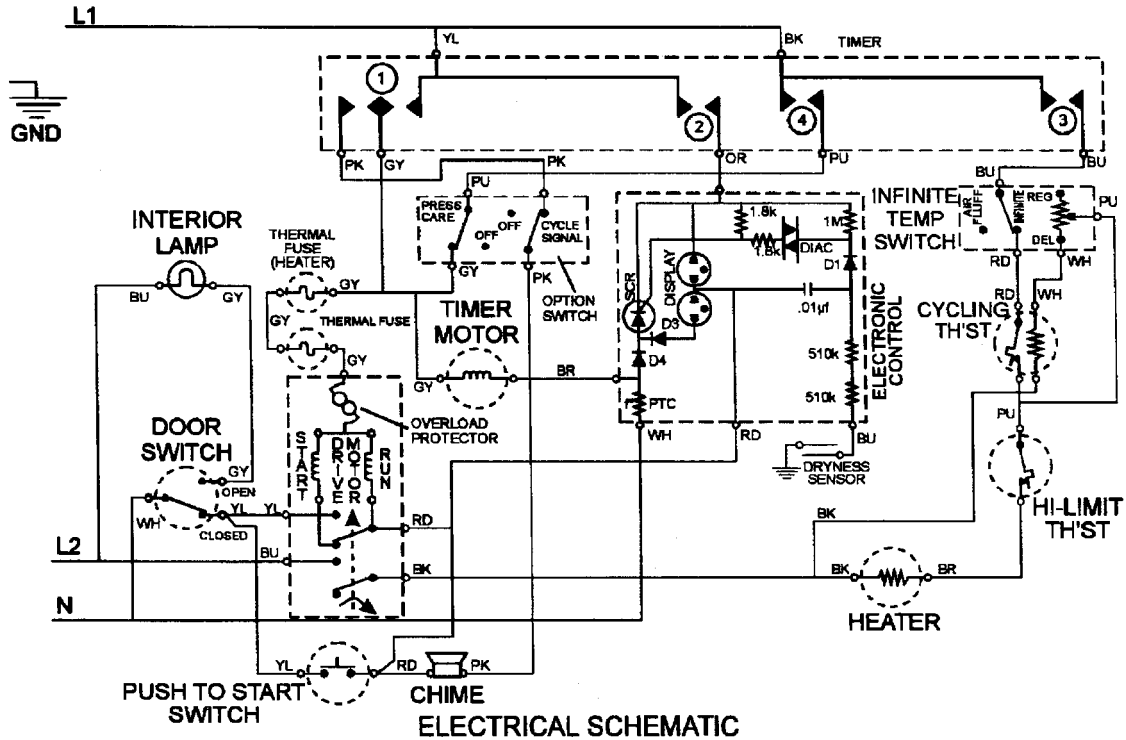 L1
YL
BK
TIMER
GND
1
2
4
3
PK
GY
PK
OR
PU
BU
PU
BU
PRESS CARE
OFF
OFF
CYCLE SIGNAL
GY
PK
OPTION SWITCH
INTERIOR LAMP
BU
GY
THERMAL FUSE (HEATER)
GY
GY
THERMAL FUSE
GY
TIMER MOTOR
GY
BR
1.8k
1.8k
1M
DIAC
D1
SCR
DISPLAY
.01µf
D3
D4
510k
510k
PTC
ELECTRONIC CONTROL
WH
RD
BU
DRYNESS SENSOR
INFINITE TEMP SWITCH
AIR FLUFF
INFINITE
REG
DEL
PU
RD
WH
RD
WH
CYCLING TH'ST
PU
HI-LIMIT TH'ST
OVERLOAD PROTECTOR
START
DRIVE
MOTOR
RUN
DOOR SWITCH
GY
OPEN
WH
YL
YL
CLOSED
RD
BK
L2
BU
BK
BK
BR
HEATER
N
YL
RD
PK
PUSH TO START SWITCH
CHIME
ELECTRICAL SCHEMATIC